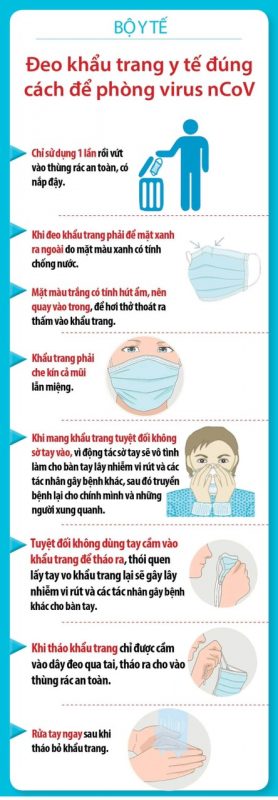 BỘ Y TẾ
Đeo khẩu trang y tế đúng
cách để phòng virus nCoV
Chỉ sử dụng 1 lần rồi vứt
vào thùng rác an toàn, có
nắp đậy.
Khi đeo khẩu trang phải để mặt xanh
ra ngoài do mặt màu xanh có tính
chống nước.
Mặt màu trắng có tính hút ẩm, nên
quay vào trong, để hơi thở thoát ra
thấm vào khẩu trang.
Khẩu trang phải
che kín cả mũi
lẫn miệng.
Khi mang khẩu trang tuyệt đối không
sờ tay vào, vì động tác sờ tay sẽ vô tình
làm cho bàn tay lây nhiễm vi rút và các
tác nhân gây bệnh khác, sau đó truyền
bệnh lại cho chính mình và những
người xung quanh.
Tuyệt đối không dùng tay cầm vào
khẩu trang để tháo ra, thói quen
lấy tay vo khẩu trang lại sẽ gây lây
nhiễm vi rút và các tác nhân gây bệnh
khác cho bàn tay.
Khi tháo khẩu trang chỉ được cầm
vào dây đeo qua tai, tháo ra cho vào
thùng rác an toàn.
Rửa tay ngay sau khi
tháo bỏ khẩu trang.